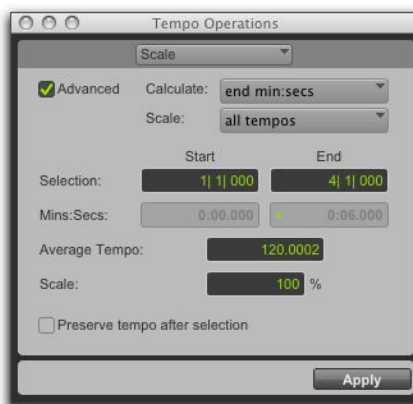 Tempo Operations
Scale
Advanced Calculate: end min:secs
Scale: all tempos
Start End
Selection: 1| 1| 000 4| 1| 000
Mins:Secs: 0:00.000 0:06.000
Average Tempo: 120.0002
Scale: 100 %
Preserve tempo after selection
Apply